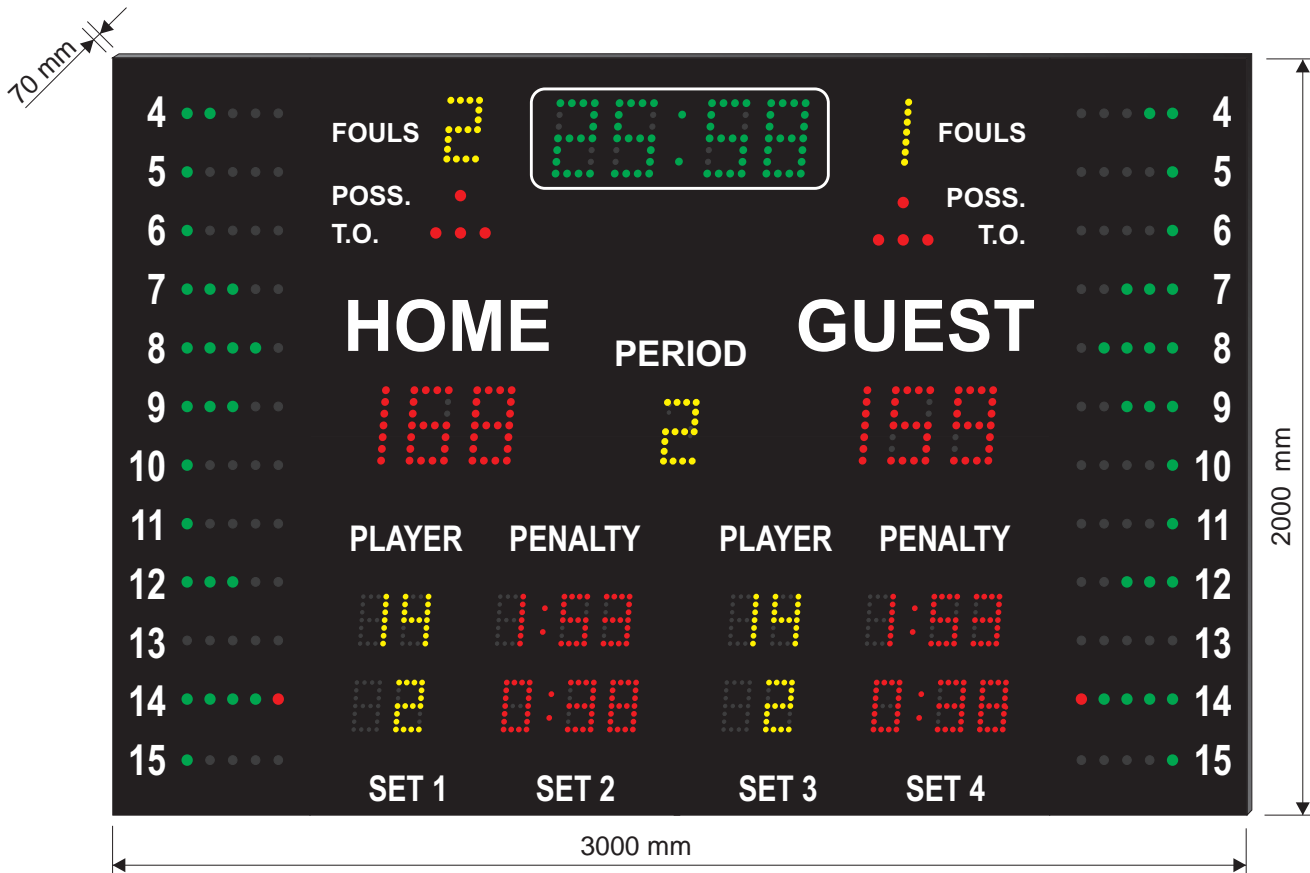 70 mm
4 FOULS 2 25:58 1 FOULS 4
5 POSS. POSS. 5
6 T.O. T.O. 6
7 HOME GUEST 7
8 PERIOD 8
9 168 2 159 9
10 10
11 PLAYER PENALTY PLAYER PENALTY 11
12 12
14 1:53 14 1:53
13 13
14 2 0:38 2 0:38 14
15 15
SET 1 SET 2 SET 3 SET 4
2000 mm
3000 mm